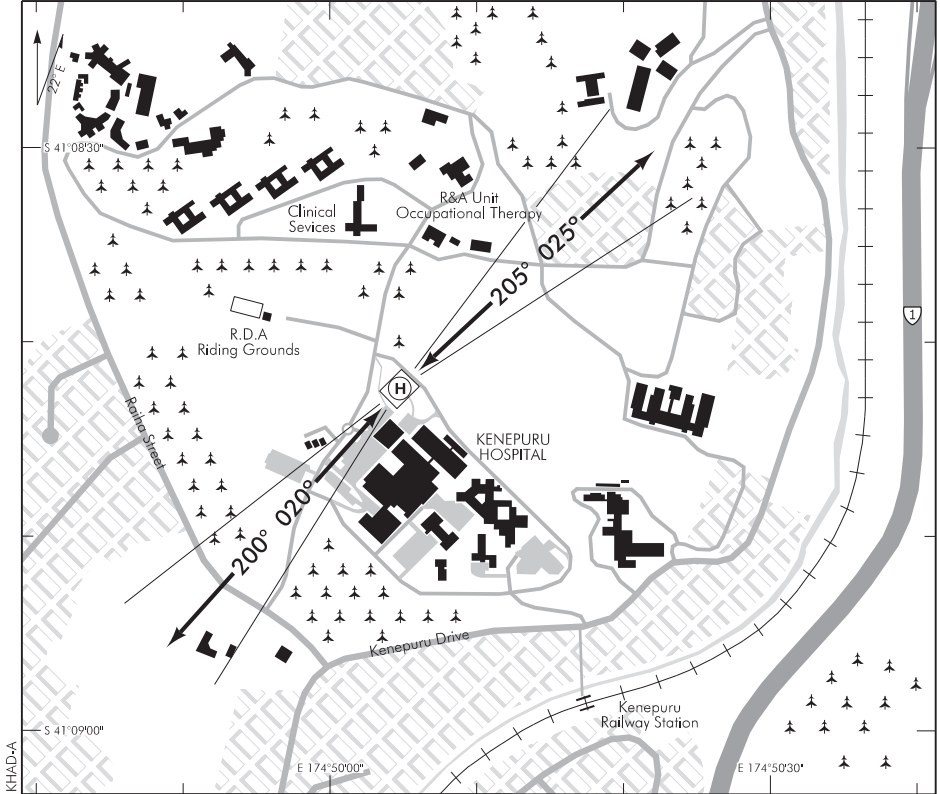 22° E
S 41°08'30"
Clinical
Sevices
R&A Unit
Occupational Therapy
205° 025°
1
R.D.A
Riding Grounds
H
Raiha Street
KENEPURU
HOSPITAL
200° 020°
Kenepuru Drive
Kenepuru
Railway Station
S 41°09'00"
E 174°50'00"
E 174°50'30"
KHAD-A